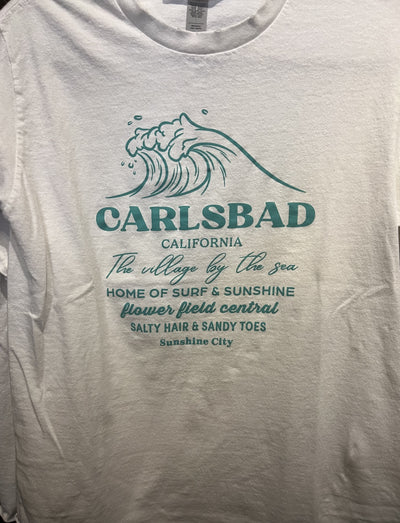 CARLSBAD
CALIFORNIA
The village by the sea
HOME OF SURF & SUNSHINE
flower field central
SALTY HAIR & SANDY TOES
Sunshine City